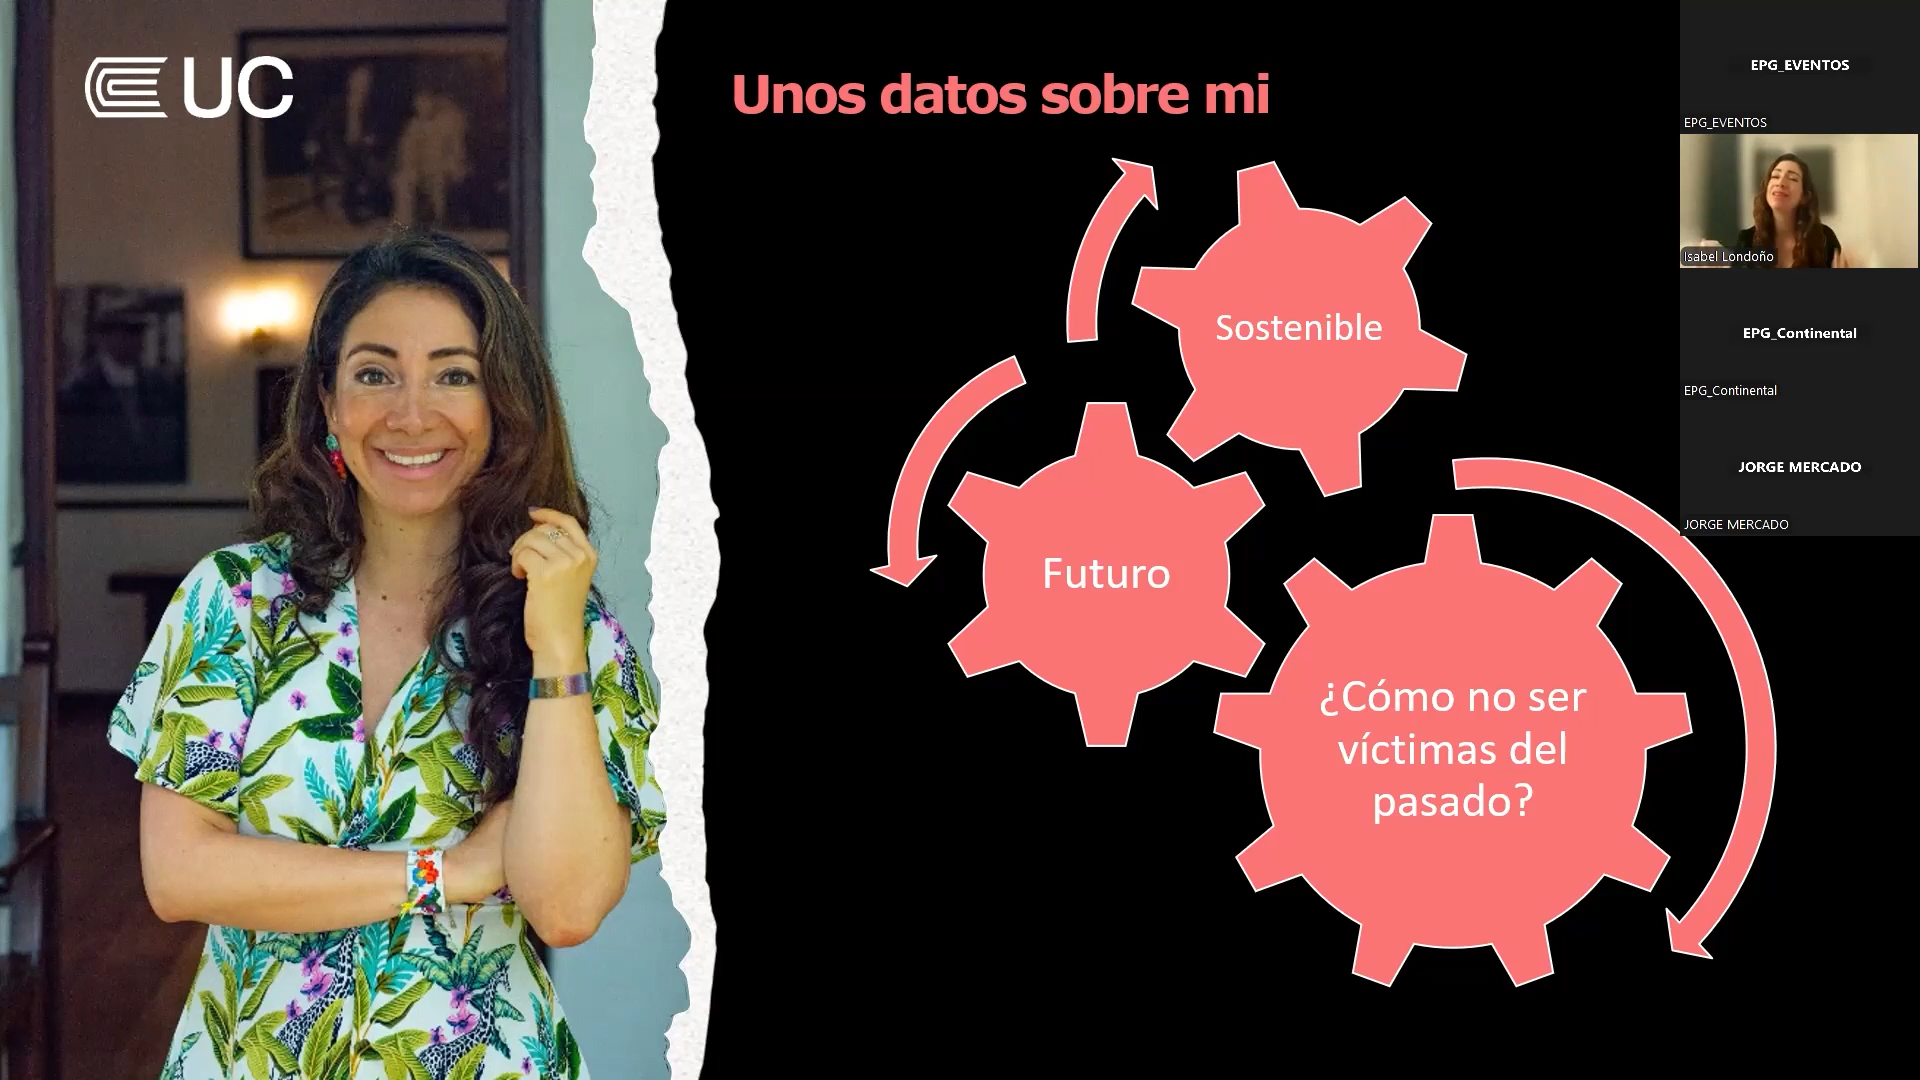 UC
Unos datos sobre mi
Sostenible
Futuro
¿Cómo no ser
víctimas del
pasado?
EPG_EVENTOS
EPG_EVENTOS
Isabel Londoño
EPG_Continental
EPG_Continental
JORGE MERCADO
JORGE MERCADO